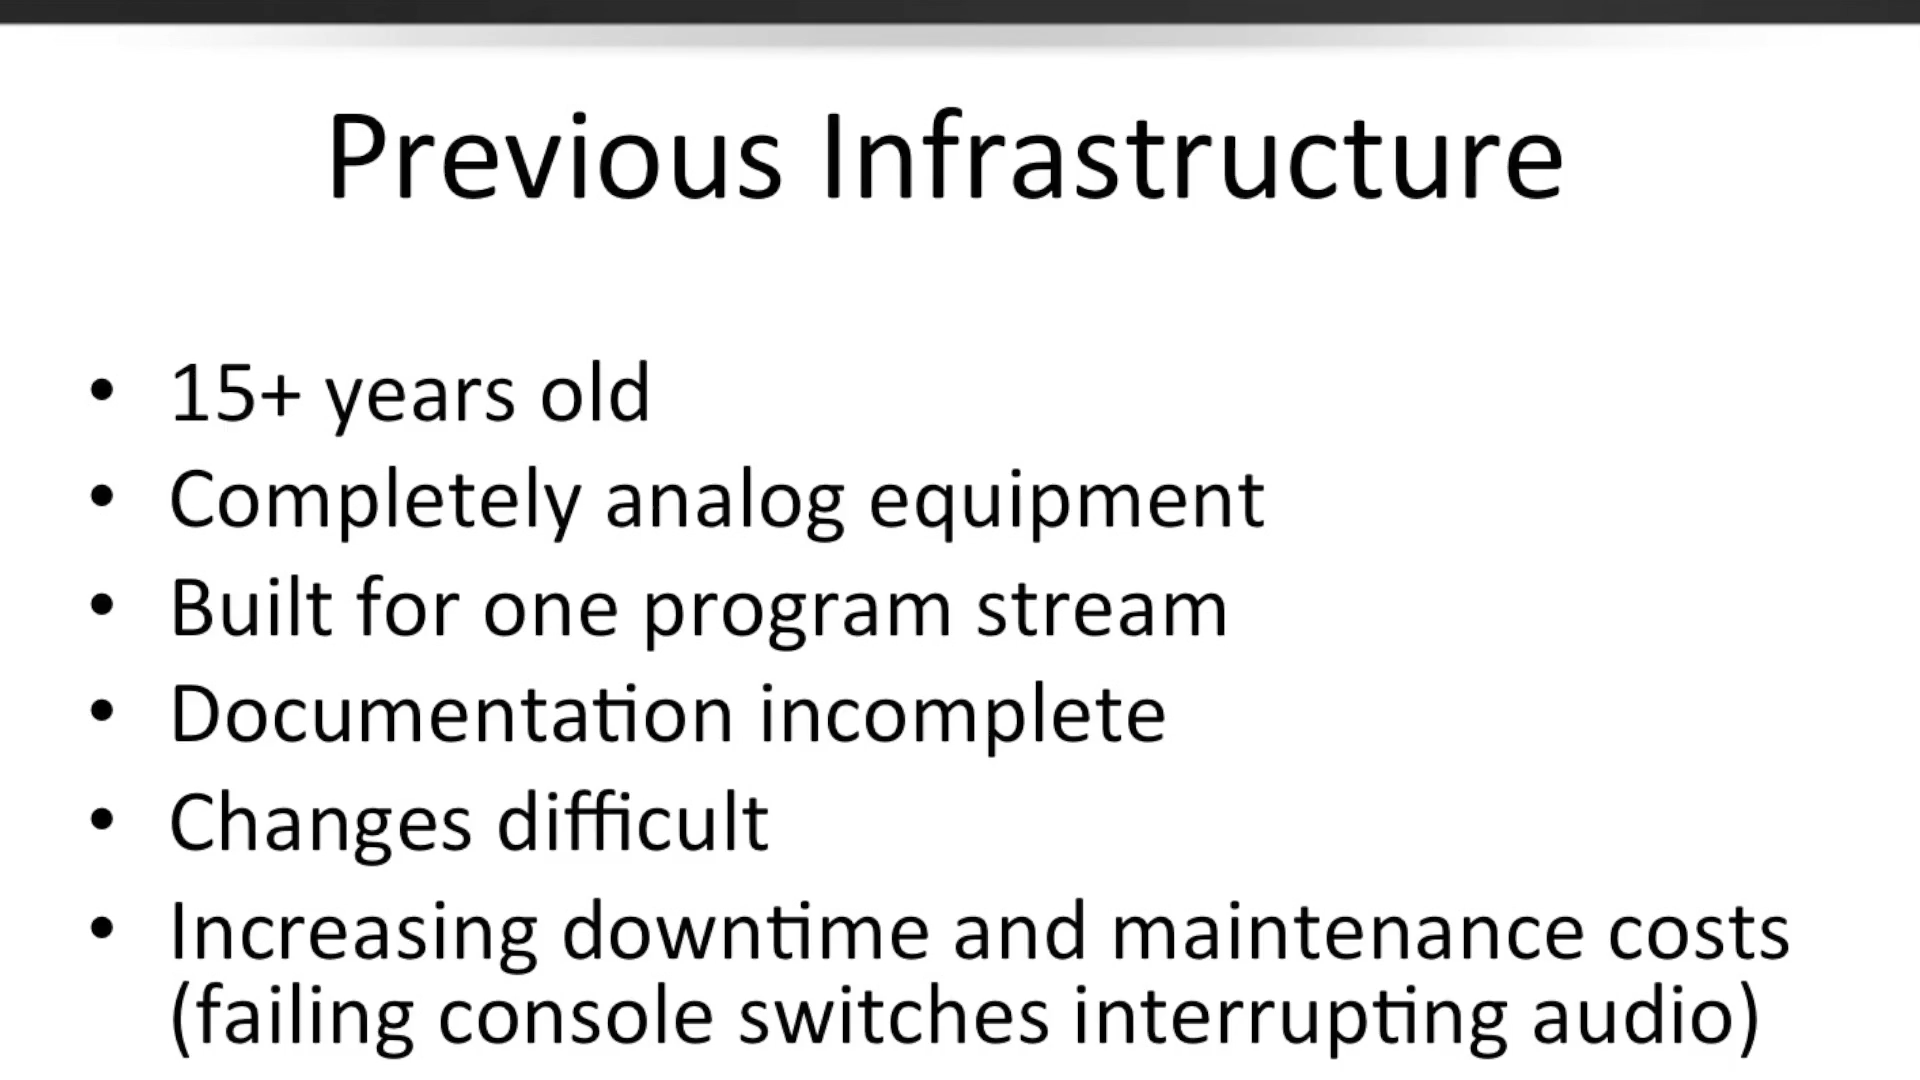 Previous Infrastructure
• 15+ years old
• Completely analog equipment
• Built for one program stream
• Documentation incomplete
• Changes difficult
• Increasing downtime and maintenance costs
(failing console switches interrupting audio)